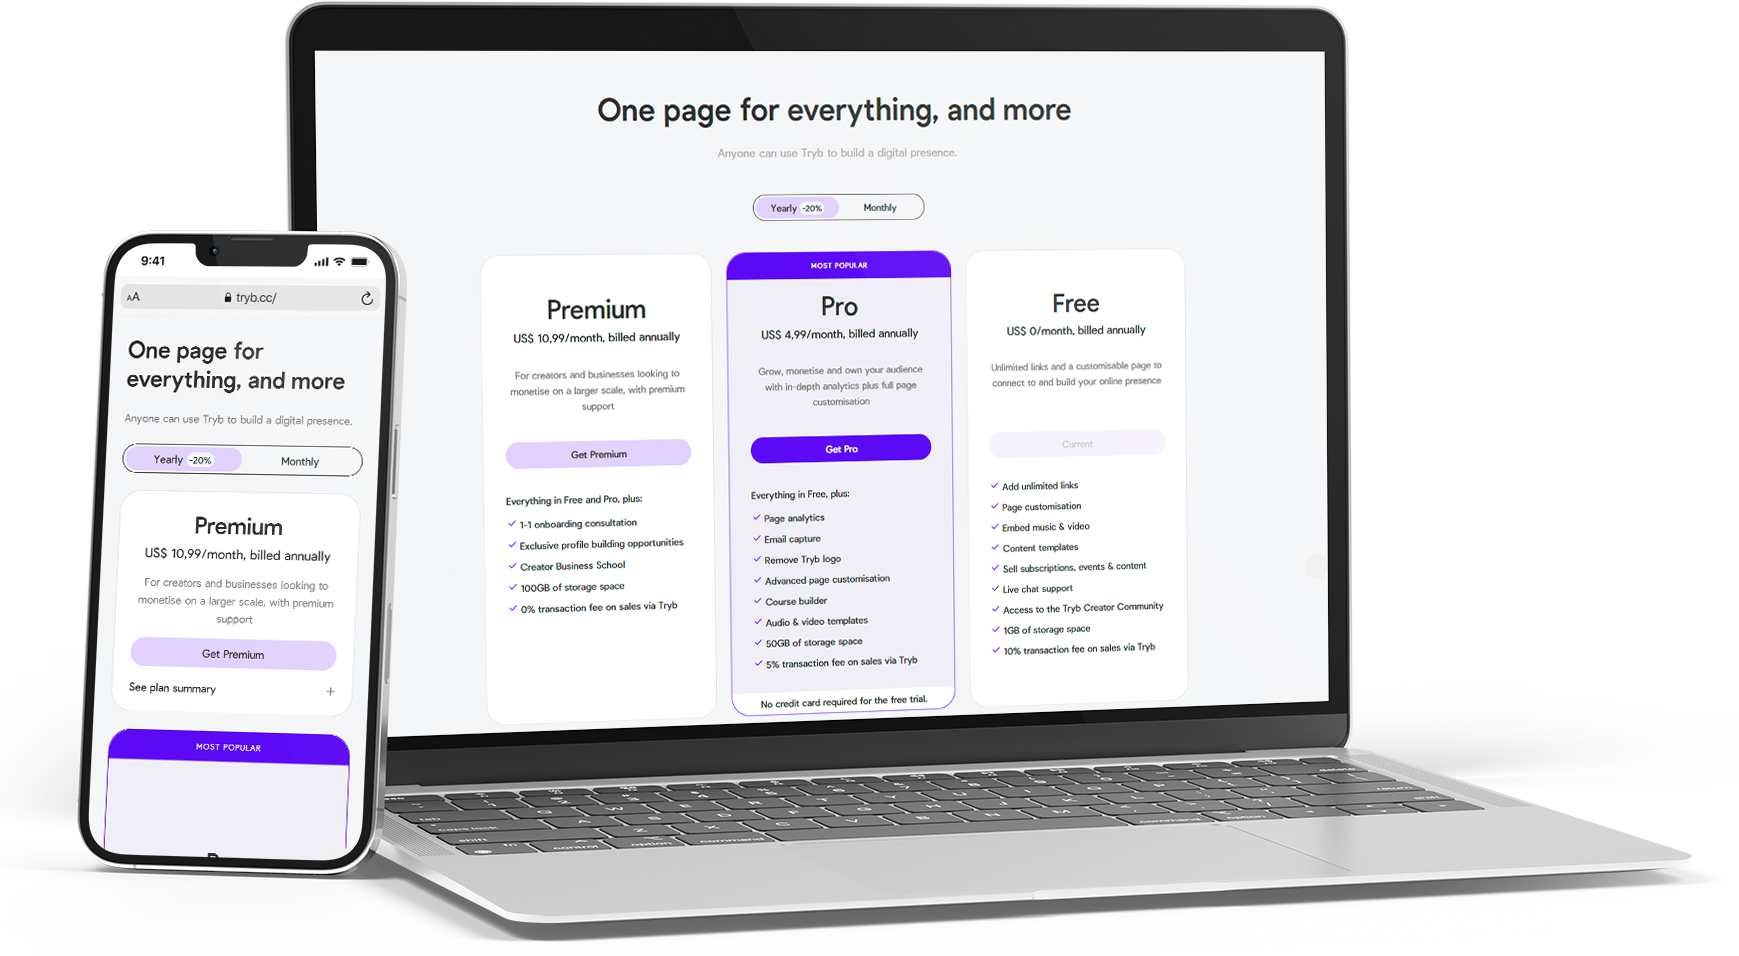 One page for everything, and more
Anyone can use Tryb to build a digital presence.
Yearly -20% Monthly
Premium
US$ 10,99/month, billed annually
For creators and businesses looking to
monetise on a larger scale, with premium
support
Get Premium
Everything in Free and Pro, plus:
1-1 onboarding consultation
Exclusive profile building opportunities
Creator Business School
100GB of storage space
0% transaction fee on sales via Tryb
MOST POPULAR
Pro
US$ 4,99/month, billed annually
Grow, monetise and own your audience
with in-depth analytics plus full page
customisation
Get Pro
Everything in Free, plus:
Page analytics
Email capture
Remove Tryb logo
Advanced page customisation
Course builder
Audio & video templates
50GB of storage space
5% transaction fee on sales via Tryb
No credit card required for the free trial.
Free
US$ 0/month, billed annually
Unlimited links and a customisable page to
connect to and build your online presence
Current
Add unlimited links
Page customisation
Embed music & video
Content templates
Sell subscriptions, events & content
Live chat support
Access to the Tryb Creator Community
1GB of storage space
10% transaction fee on sales via Tryb
9:41
AA tryb.cc/
One page for
everything, and more
Anyone can use Tryb to build a digital presence.
Yearly -20% Monthly
Premium
US$ 10,99/month, billed annually
For creators and businesses looking to
monetise on a larger scale, with premium
support
Get Premium
See plan summary +
MOST POPULAR
tab
caps lock
shift
fn control option command
command option
return
shift